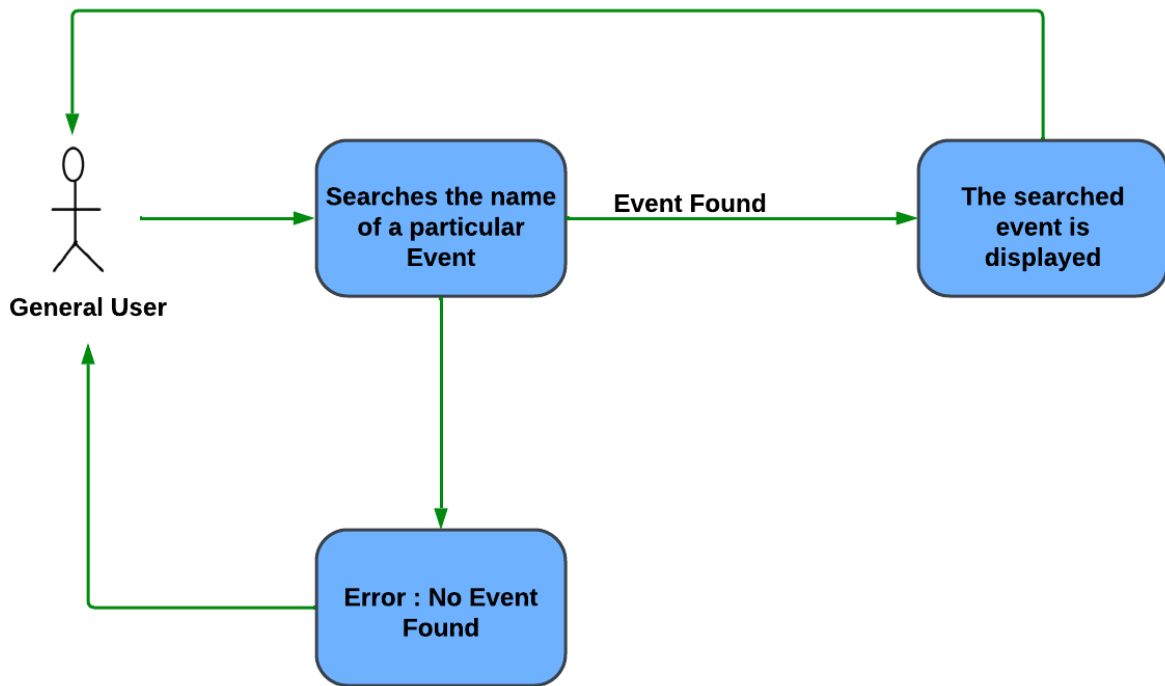 Searches the name
of a particular
Event
Event Found
The searched
event is
displayed
General User
Error : No Event
Found